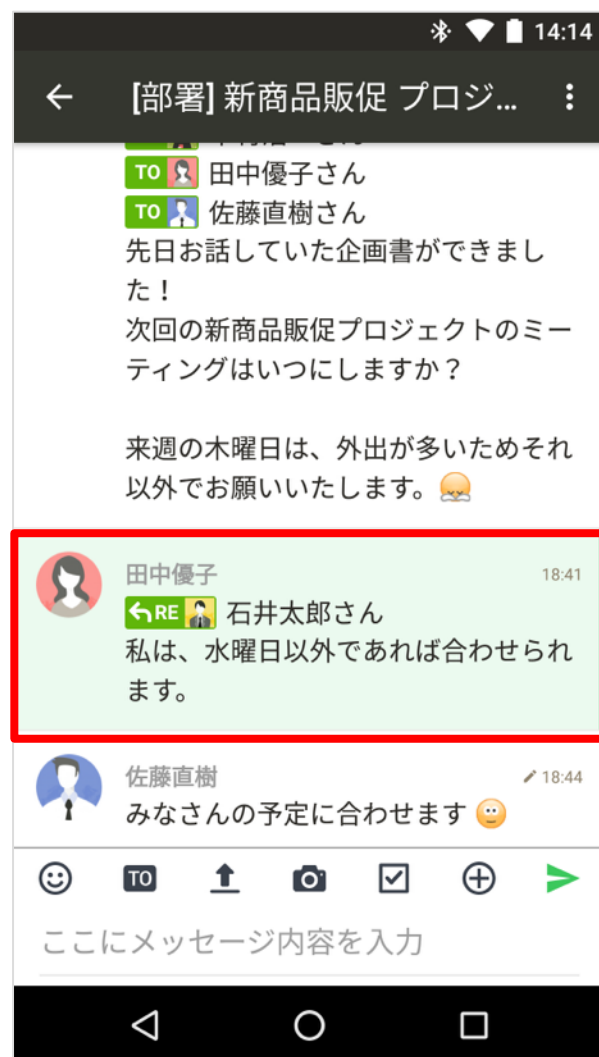 14:14
[部署] 新商品販促 プロジ...
TO 田中優子さん
TO 佐藤直樹さん
先日お話していた企画書ができまし
た！
次回の新商品販促プロジェクトのミー
ティングはいつにしますか？
来週の木曜日は、外出が多いためそれ
以外でお願いいたします。
田中優子 18:41
RE 石井太郎さん
私は、水曜日以外であれば合わせられ
ます。
佐藤直樹 18:44
みなさんの予定に合わせます
TO
ここにメッセージ内容を入力